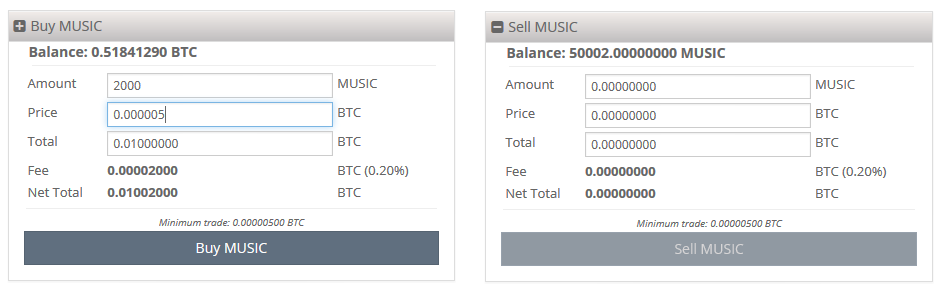 Buy MUSIC
Balance: 0.51841290 BTC
Amount 2000 MUSIC
Price 0.000005 BTC
Total 0.01000000 BTC
Fee 0.00002000 BTC (0.20%)
Net Total 0.01002000 BTC
Minimum trade: 0.00000500 BTC
Buy MUSIC
Sell MUSIC
Balance: 50002.00000000 MUSIC
Amount 0.00000000 MUSIC
Price 0.00000000 BTC
Total 0.00000000 BTC
Fee 0.00000000 BTC (0.20%)
Net Total 0.00000000 BTC
Minimum trade: 0.00000500 BTC
Sell MUSIC